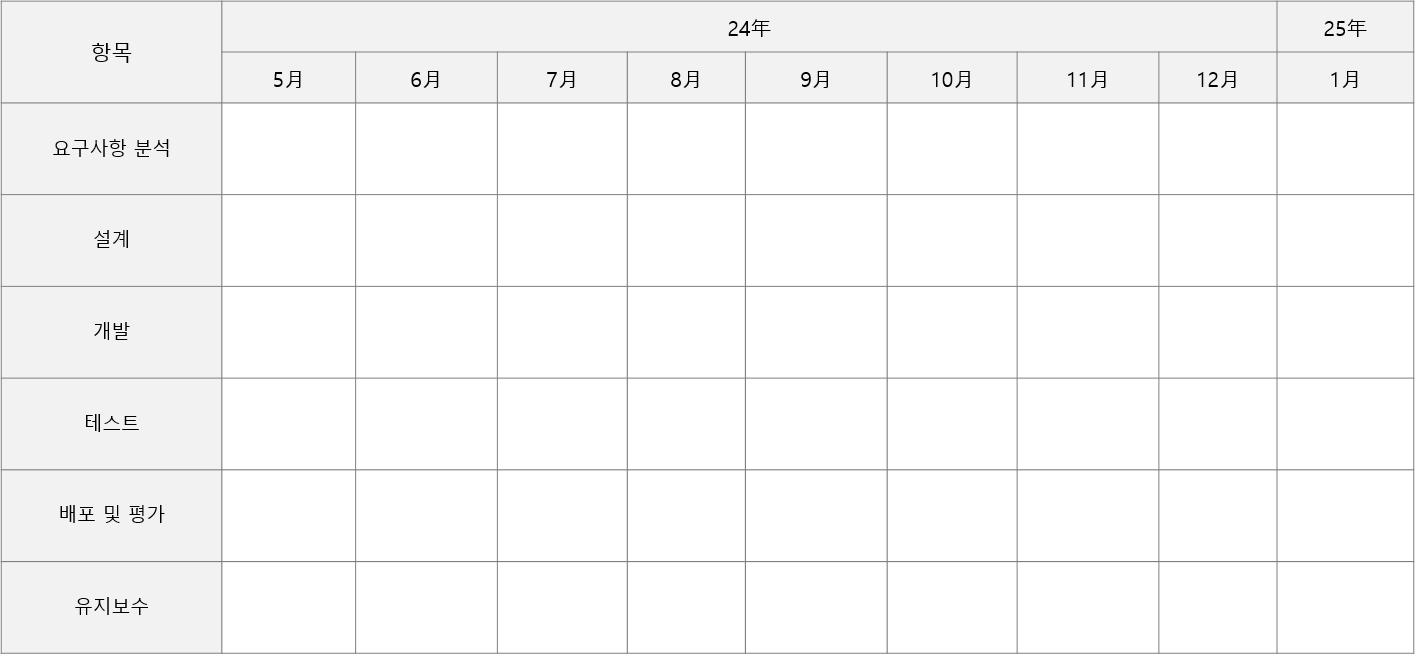 항목 24年 25年
5月 6月 7月 8月 9月 10月 11月 12月 1月
요구사항 분석
설계
개발
테스트
배포 및 평가
유지보수